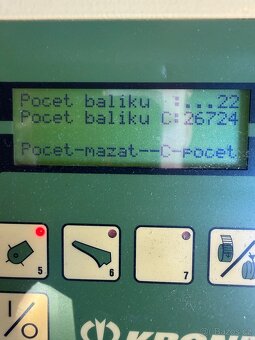 Pocet baliku :...22
Pocet baliku C:26724
Pocet-mazat--C-pocet
5
6
7
I/O
KRONE